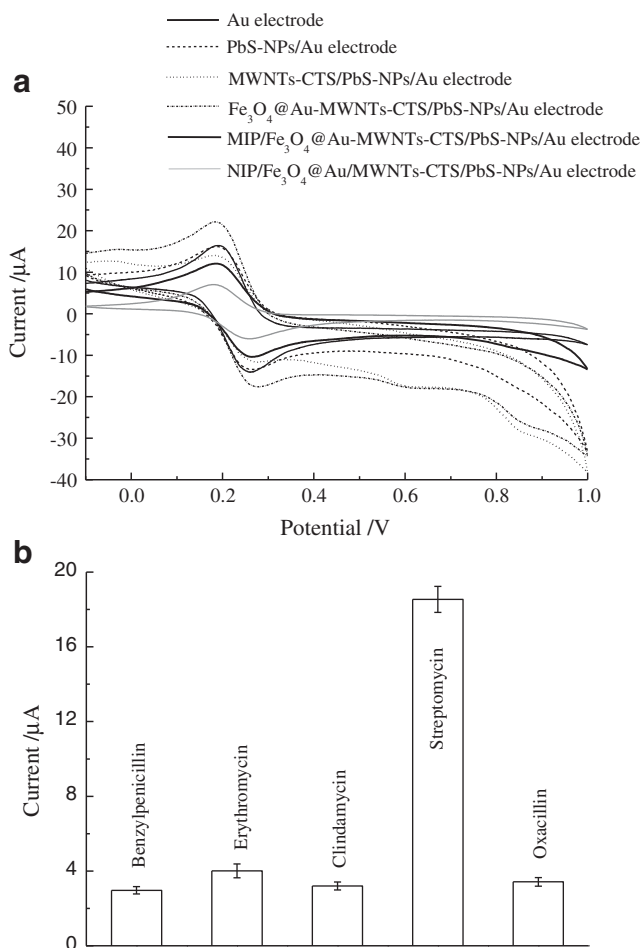 Au electrode
PbS-NPs/Au electrode
MWNTs-CTS/PbS-NPs/Au electrode
Fe₃O₄@Au-MWNTs-CTS/PbS-NPs/Au electrode
MIP/Fe₃O₄@Au-MWNTs-CTS/PbS-NPs/Au electrode
NIP/Fe₃O₄@Au/MWNTs-CTS/PbS-NPs/Au electrode
a
50
40
30
20
10
0
-10
-20
-30
-40
Current /µA
0.0 0.2 0.4 0.6 0.8 1.0
Potential /V
b
20
18
12
8
4
0
Current /µA
Benzylpenicillin
Erythromycin
Clindamycin
Streptomycin
Oxacillin